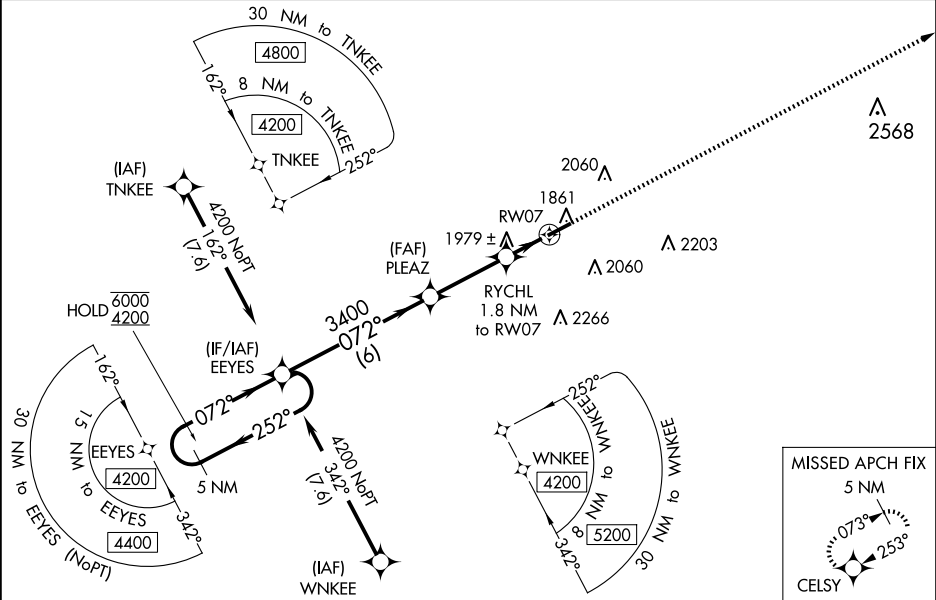 30 NM to TNKEE
4800
162°
8 NM to TNKEE
4200
TNKEE
252°
(IAF)
TNKEE
4200 NoPT
162°
(7.6)
2568
2060
1861
RW07
1979 ±
2203
(FAF)
PLEAZ
2060
RYCHL
1.8 NM
to RW07
2266
HOLD 6000
4200
3400
072°
(6)
(IF/IAF)
EEYES
072°
252°
5 NM
162°
15 NM to EEYES
EEYES
4200
4400
342°
30 NM to EEYES (NoPT)
4200 NoPT
342°
(7.6)
(IAF)
WNKEE
252°
WNKEE
4200
8 NM to WNKEE
5200
342°
30 NM to WNKEE
MISSED APCH FIX
5 NM
073°
253°
CELSY